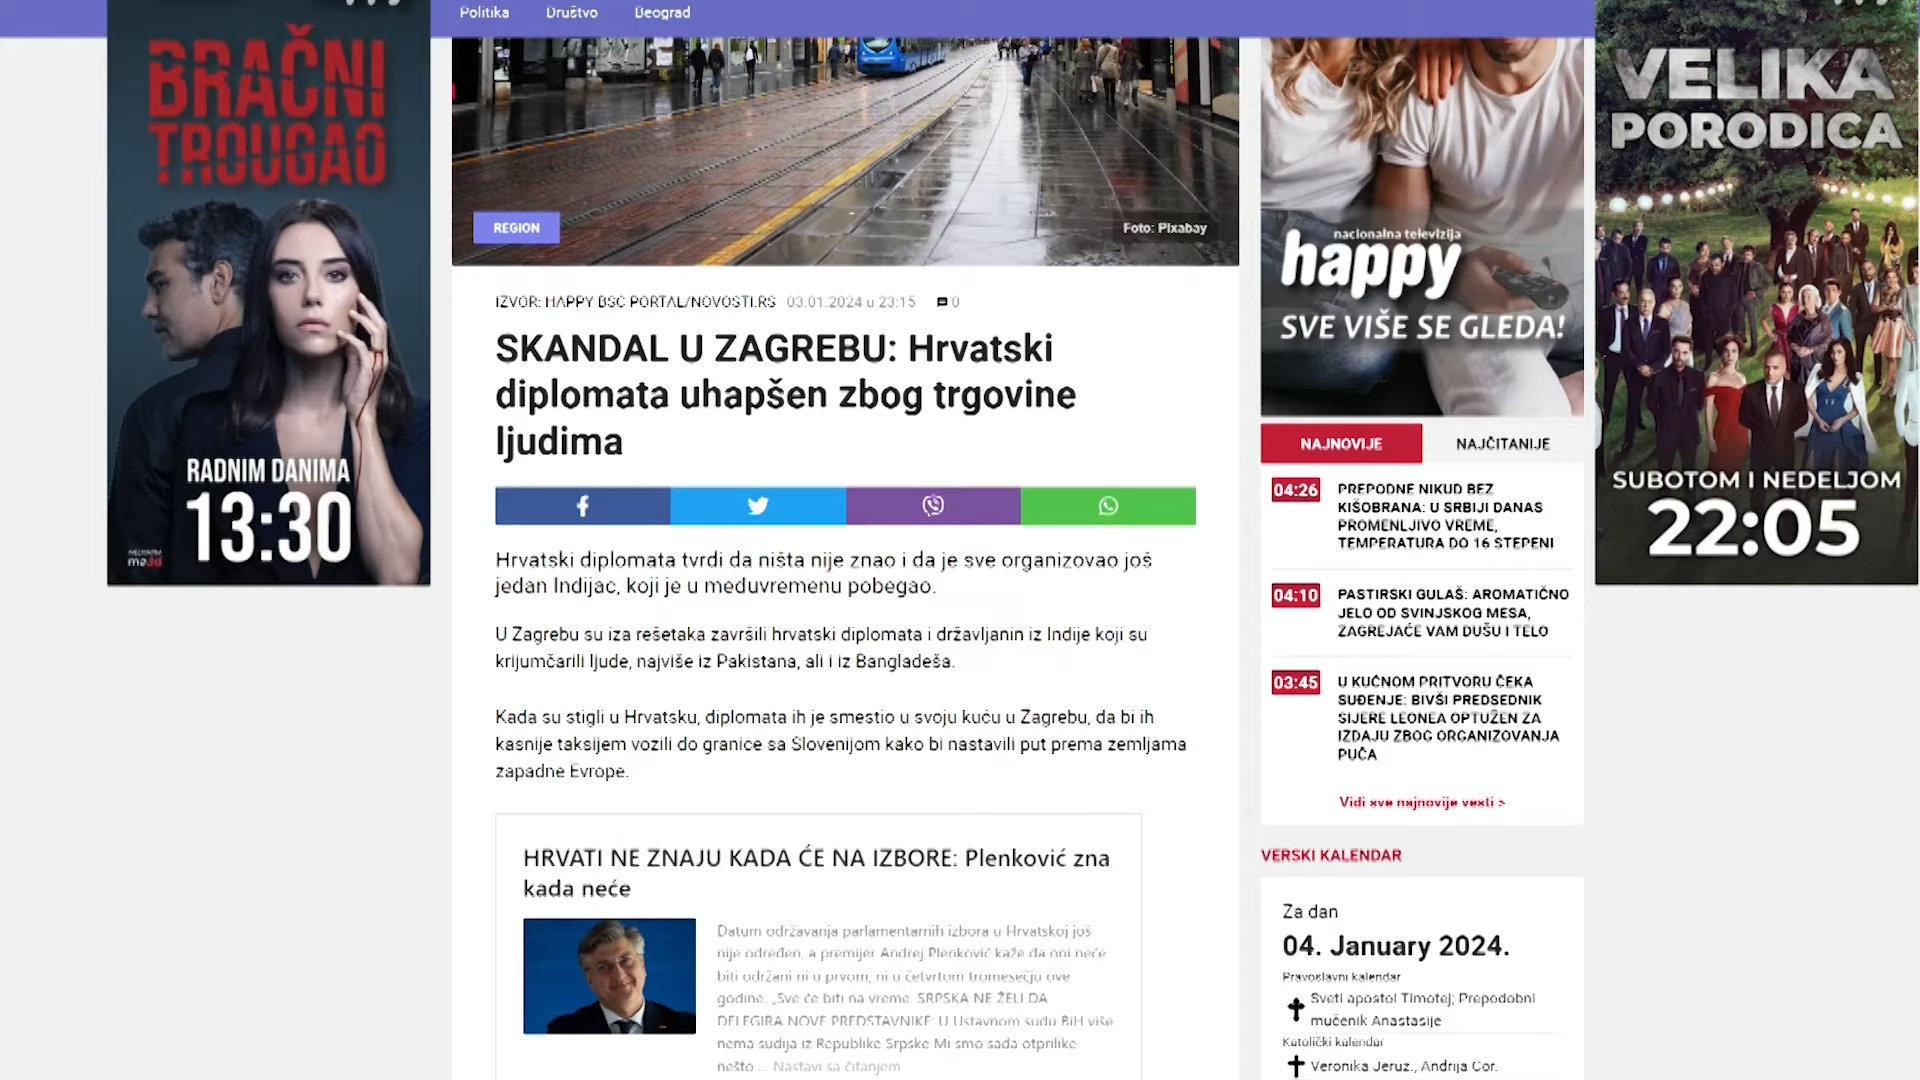 Politika
Društvo
Beograd
BRAČNI
TROUGAO
RADNIM DANIMA
13:30
REGION
Foto: Pixabay
IZVOR: HAPPY BSC PORTAL/NOVOSTI.RS 03.01.2024 u 23:15 0
SKANDAL U ZAGREBU: Hrvatski
diplomata uhapšen zbog trgovine
ljudima
Hrvatski diplomata tvrdi da ništa nije znao i da je sve organizovao još
jedan Indijac, koji je u međuvremenu pobegao.
U Zagrebu su iza rešetaka završili hrvatski diplomata i državljanin iz Indije koji su
krijumčarili ljude, najviše iz Pakistana, ali i iz Bangladeša.
Kada su stigli u Hrvatsku, diplomata ih je smestio u svoju kuću u Zagrebu, da bi ih
kasnije taksijem vozili do granice sa Slovenijom kako bi nastavili put prema zemljama
zapadne Evrope.
HRVATI NE ZNAJU KADA ĆE NA IZBORE: Plenković zna
kada neće
Datum održavanja parlamentarnih izbora u Hrvatskoj još
nije određen, a premijer Andrej Plenković kaže da oni neće
biti održani ni u prvom, ni u četvrtom tromesečju ove
godine. „Sve će biti na vreme. SRPSKA NE ŽELI DA
DELEGIRA NOVE PREDSTAVNIKE: U Ustavnom sudu BiH više
nema sudija iz Republike Srpske Mi smo sada otprilike
nešto ... Nastavi sa čitanjem
nacionalna televizija
happy
SVE VIŠE SE GLEDA!
NAJNOVIJE
NAJČITANIJE
04:26
PREPODNE NIKUD BEZ
KIŠOBRANA: U SRBIJI DANAS
PROMENLJIVO VREME,
TEMPERATURA DO 16 STEPENI
04:10
PASTIRSKI GULAŠ: AROMATIČNO
JELO OD SVINJSKOG MESA,
ZAGREJAĆE VAM DUŠU I TELO
03:45
U KUĆNOM PRITVORU ČEKA
SUĐENJE: BIVŠI PREDSEDNIK
SIJERE LEONEA OPTUŽEN ZA
IZDAJU ZBOG ORGANIZOVANJA
PUČA
Vidi sve najnovije vesti >
VERSKI KALENDAR
Za dan
04. January 2024.
Pravoslavni kalendar
Sveti apostol Timotej; Prepodobni
mučenik Anastasije
Katolički kalendar
Veronika Jeruz., Andrija Cor.
VELIKA
PORODICA
SUBOTOM I NEDELJOM
22:05